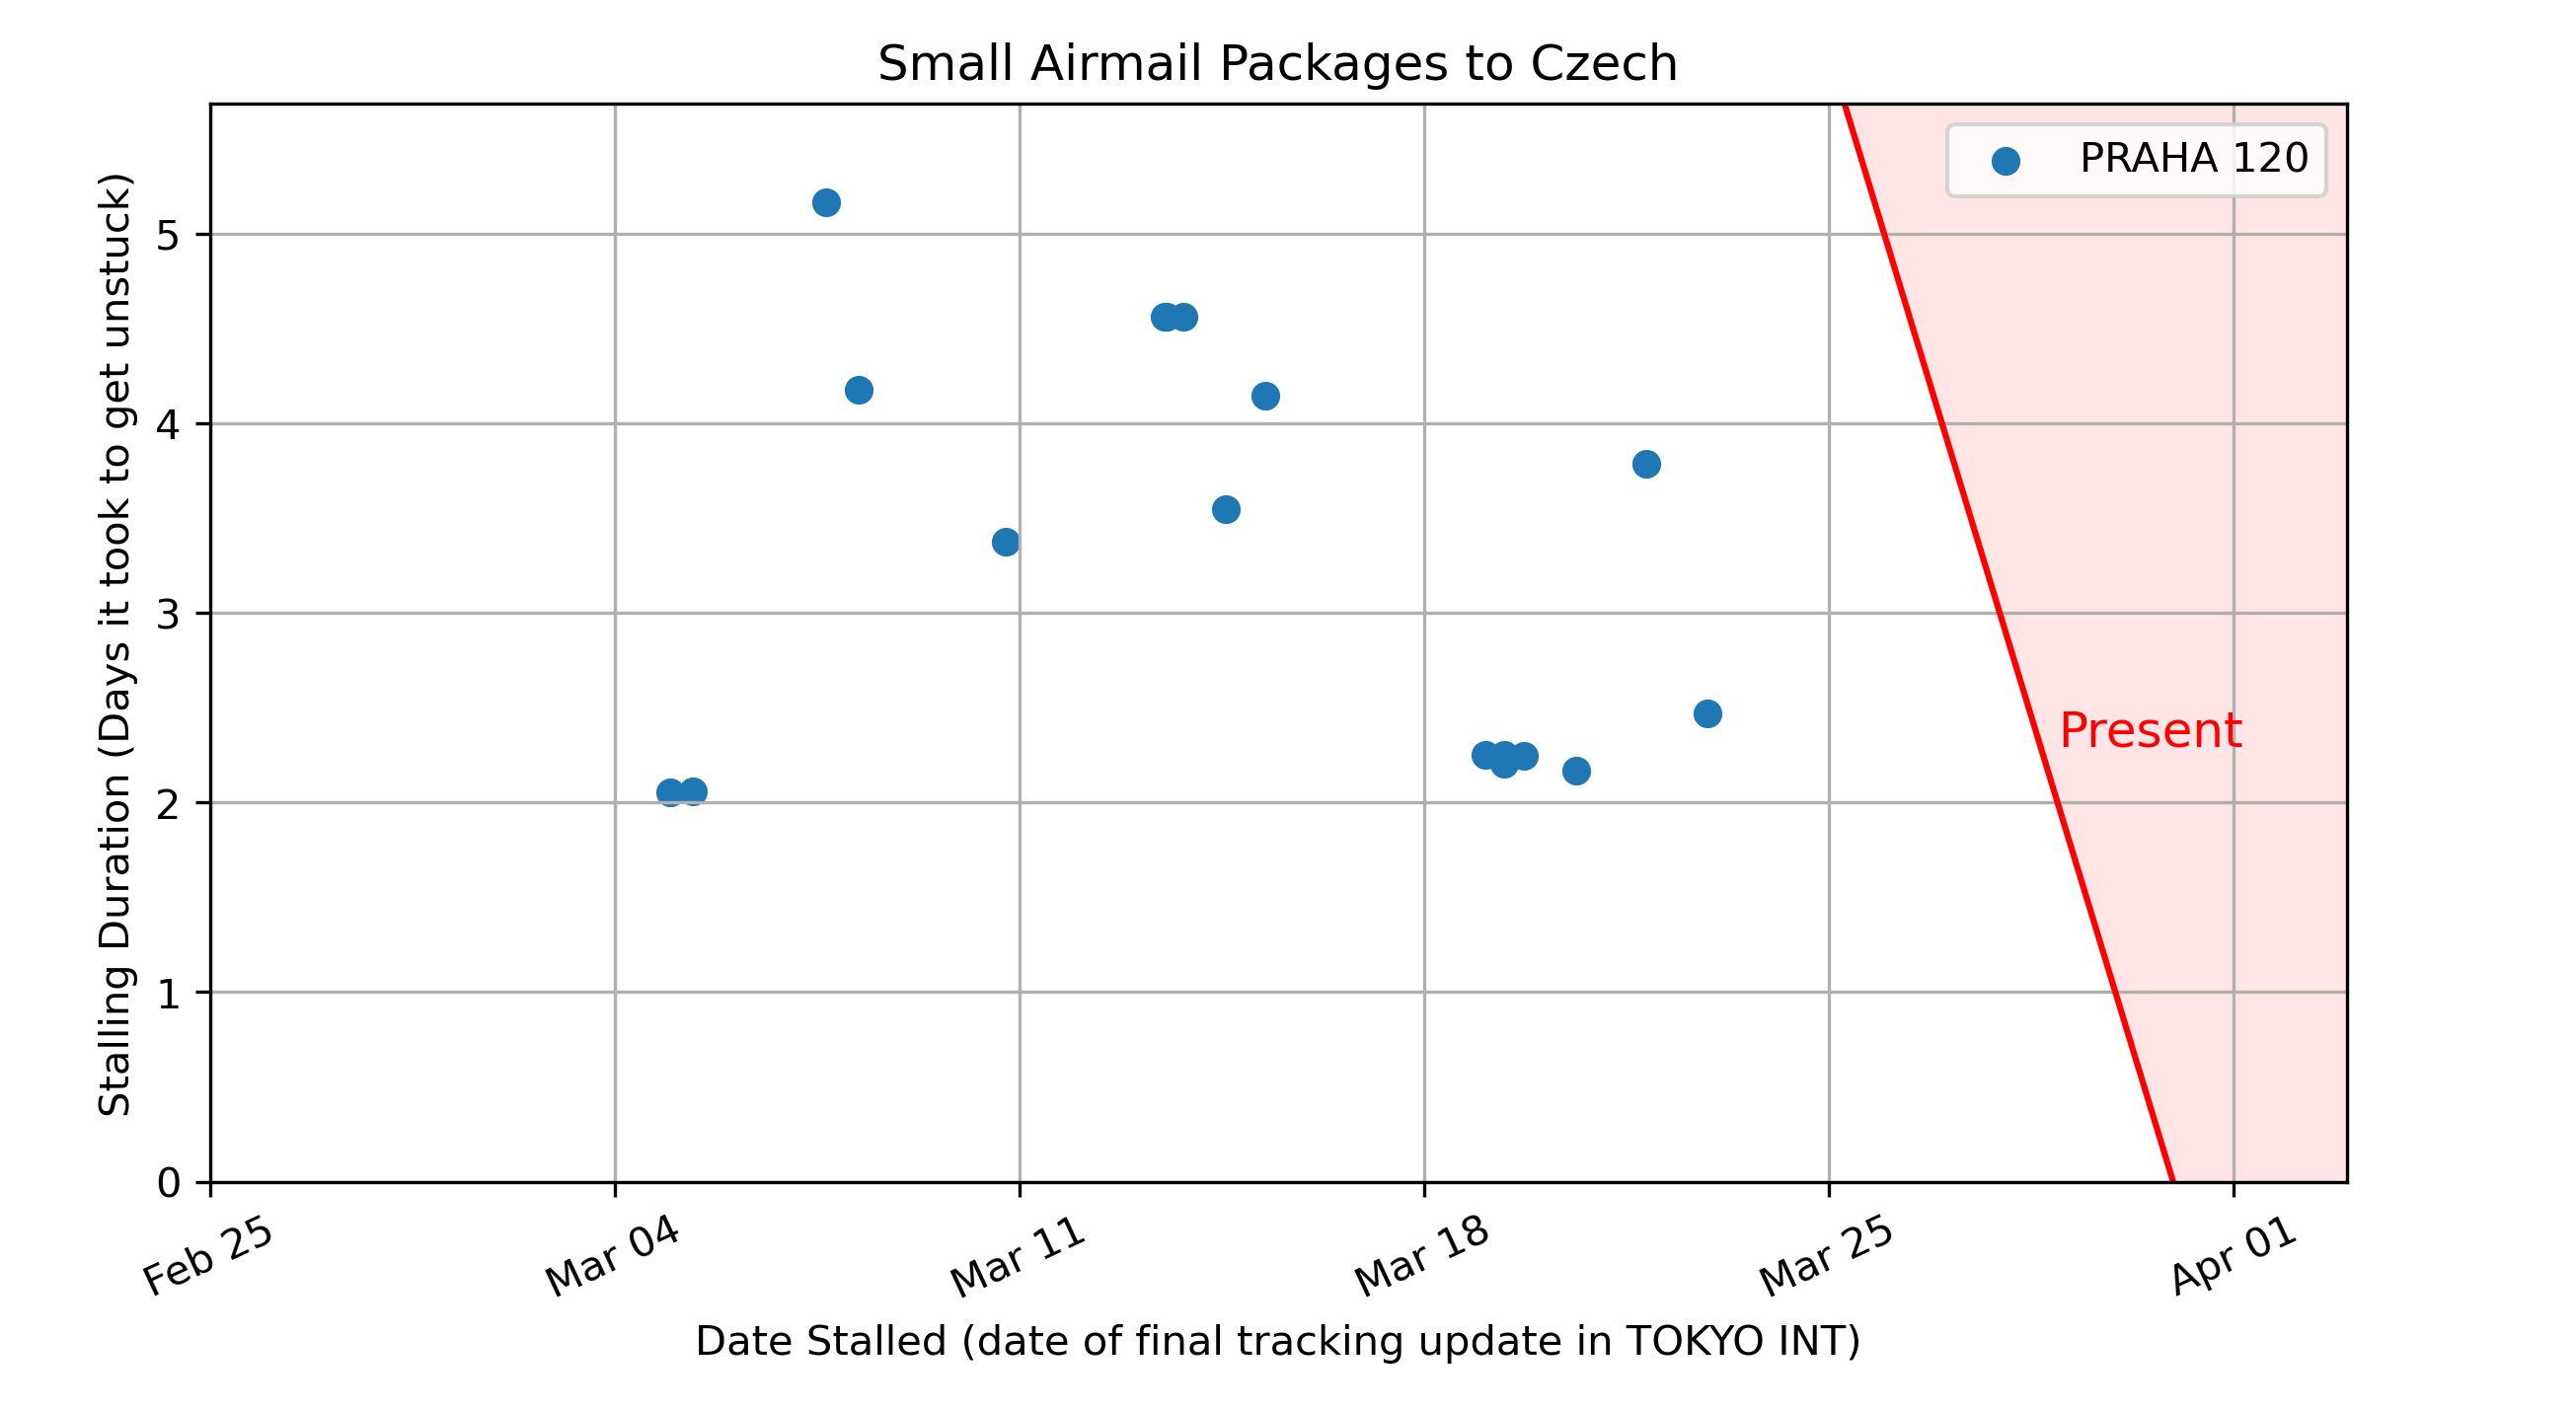 Small Airmail Packages to Czech
PRAHA 120
Stalling Duration (Days it took to get unstuck)
5
4
3
2
1
0
Present
Feb 25
Mar 04
Mar 11
Mar 18
Mar 25
Apr 01
Date Stalled (date of final tracking update in TOKYO INT)